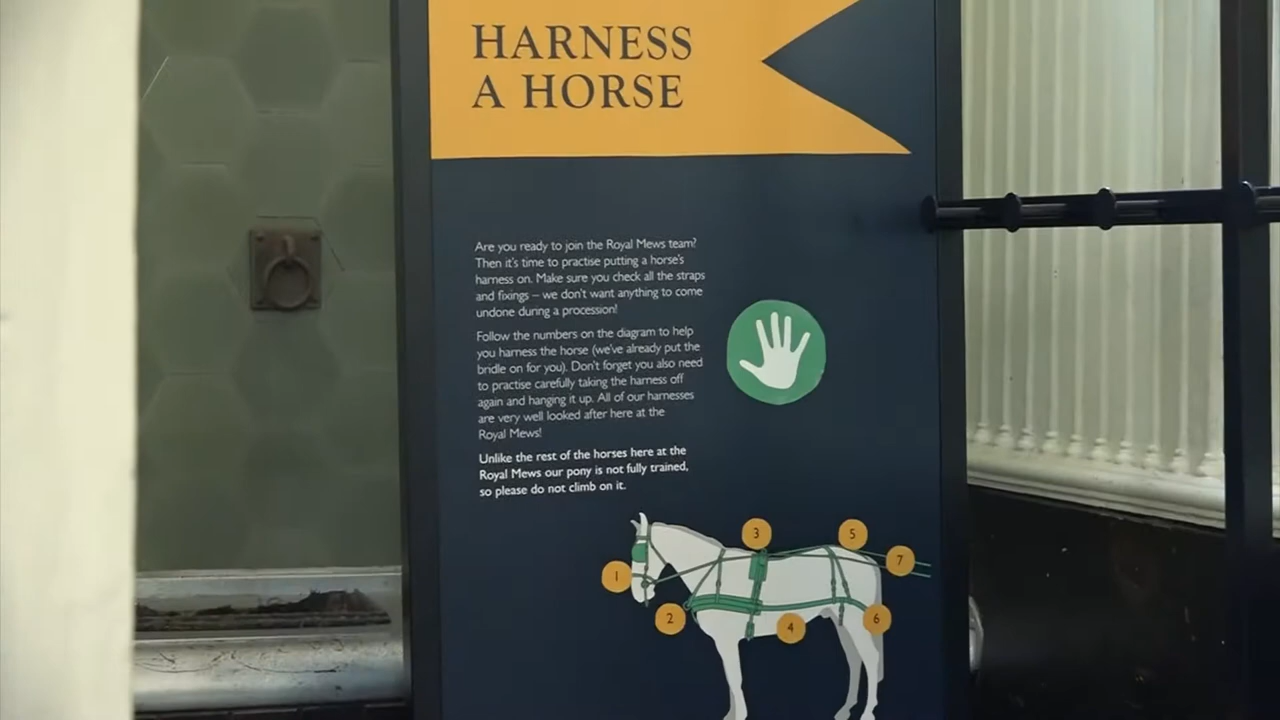 HARNESS
A HORSE
Are you ready to join the Royal Mews team?
Then it's time to practise putting a horse's
harness on. Make sure you check all the straps
and fixings – we don't want anything to come
undone during a procession!
Follow the numbers on the diagram to help
you harness the horse (we've already put the
bridle on for you). Don't forget you also need
to practise carefully taking the harness off
again and hanging it up. All of our harnesses
are very well looked after here at the
Royal Mews!
Unlike the rest of the horses here at the
Royal Mews our pony is not fully trained,
so please do not climb on it.
3
5
7
1
2
4
6